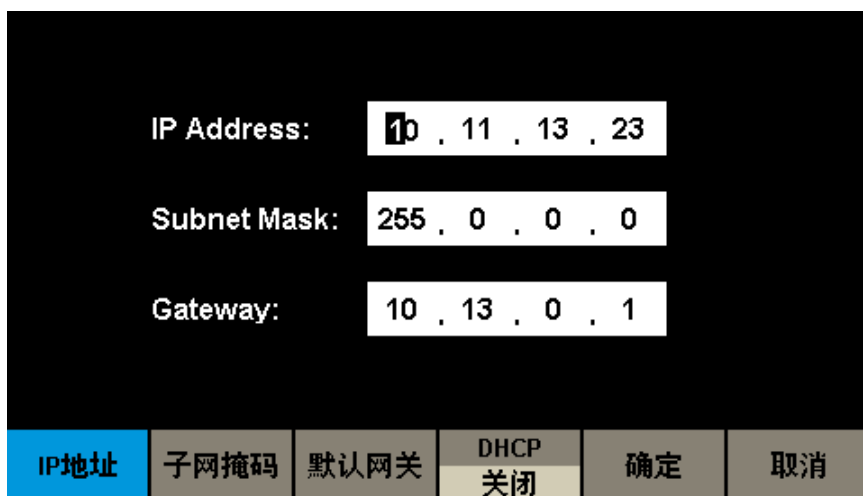 IP Address: 10 . 11 . 13 . 23
Subnet Mask: 255 . 0 . 0 . 0
Gateway: 10 . 13 . 0 . 1
IP地址 子网掩码 默认网关 DHCP 确定 取消
关闭